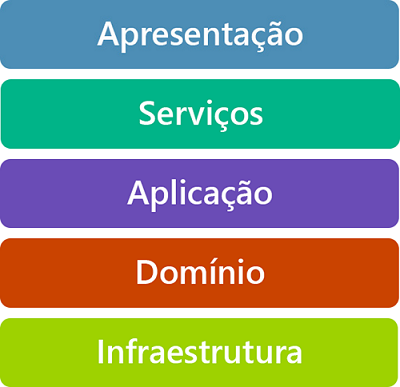 Apresentação
Serviços
Aplicação
Domínio
Infraestrutura